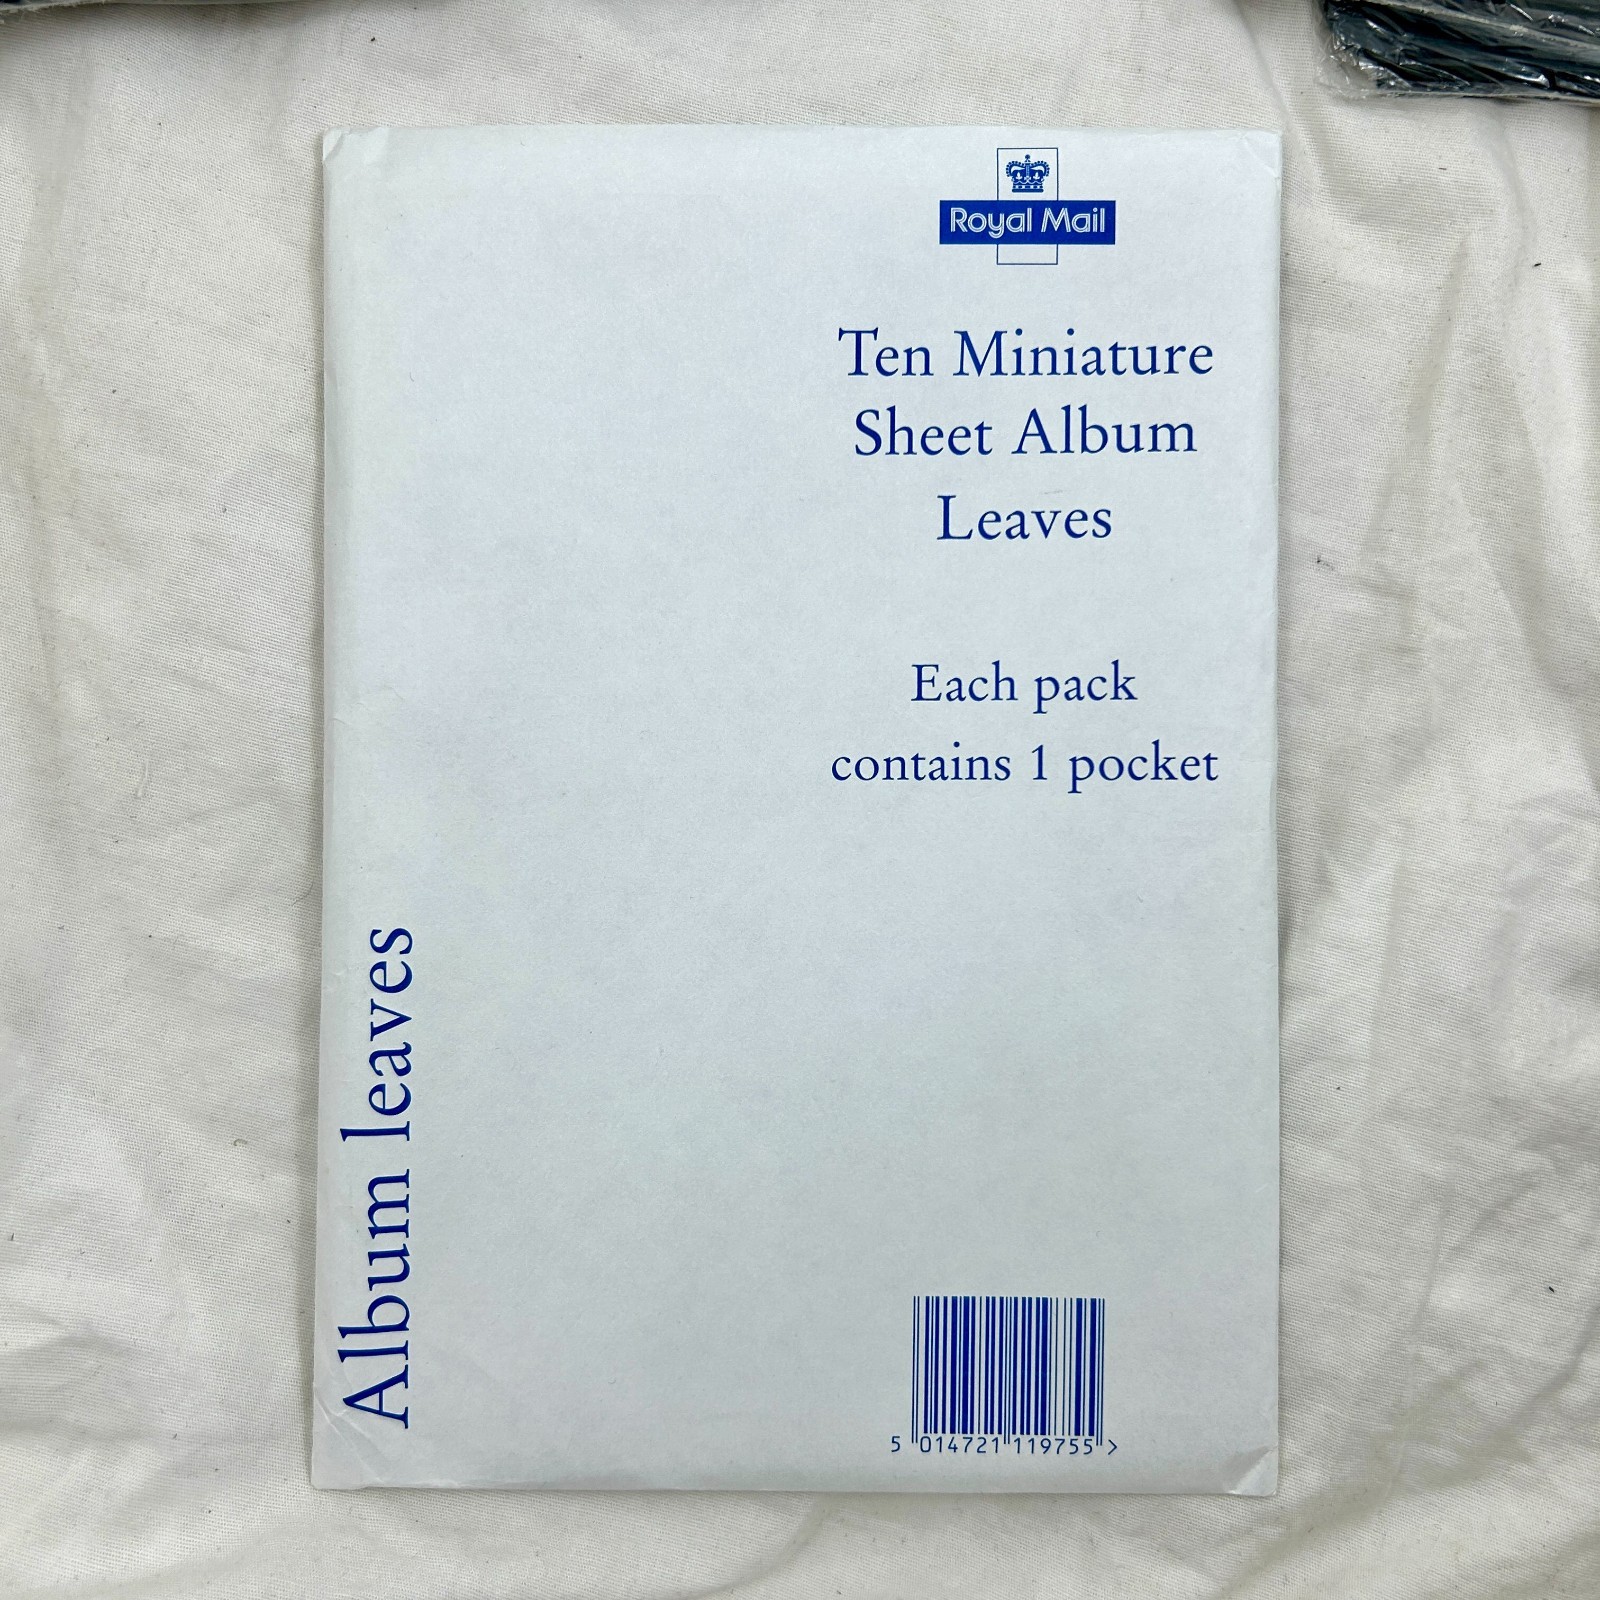 Royal Mail
Ten Miniature
Sheet Album
Leaves
Each pack
contains 1 pocket
Album leaves
5 014721 119755 >